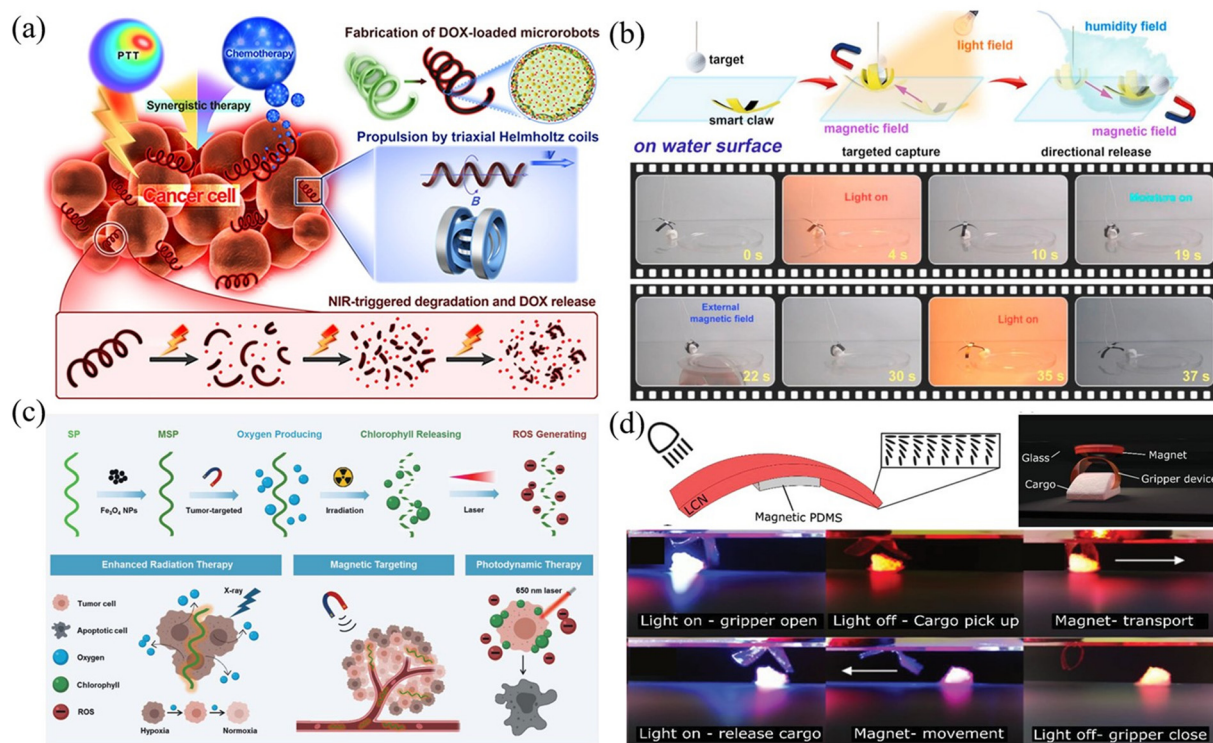 (a)
PTT
Chemotherapy
Synergistic therapy
Cancer cell
Fabrication of DOX-loaded microrobots
Propulsion by triaxial Helmholtz coils
V
B
NIR-triggered degradation and DOX release
(b)
target
smart claw
light field
magnetic field
humidity field
magnetic field
on water surface
targeted capture
directional release
0 s
Light on
4 s
10 s
Moisture on
19 s
External
magnetic field
22 s
30 s
Light on
35 s
37 s
(c)
SP
MSP
Oxygen Producing
Chlorophyll Releasing
ROS Generating
Fe₃O₄ NPs
Tumor-targeted
Irradiation
Laser
Enhanced Radiation Therapy
Magnetic Targeting
Photodynamic Therapy
Tumor cell
Apoptotic cell
Oxygen
Chlorophyll
ROS
X-ray
Hypoxia
Normoxia
650 nm laser
(d)
LCN
Magnetic PDMS
Glass
Magnet
Gripper device
Cargo
Light on - gripper open
Light off - Cargo pick up
Magnet- transport
Light on - release cargo
Magnet- movement
Light off- gripper close